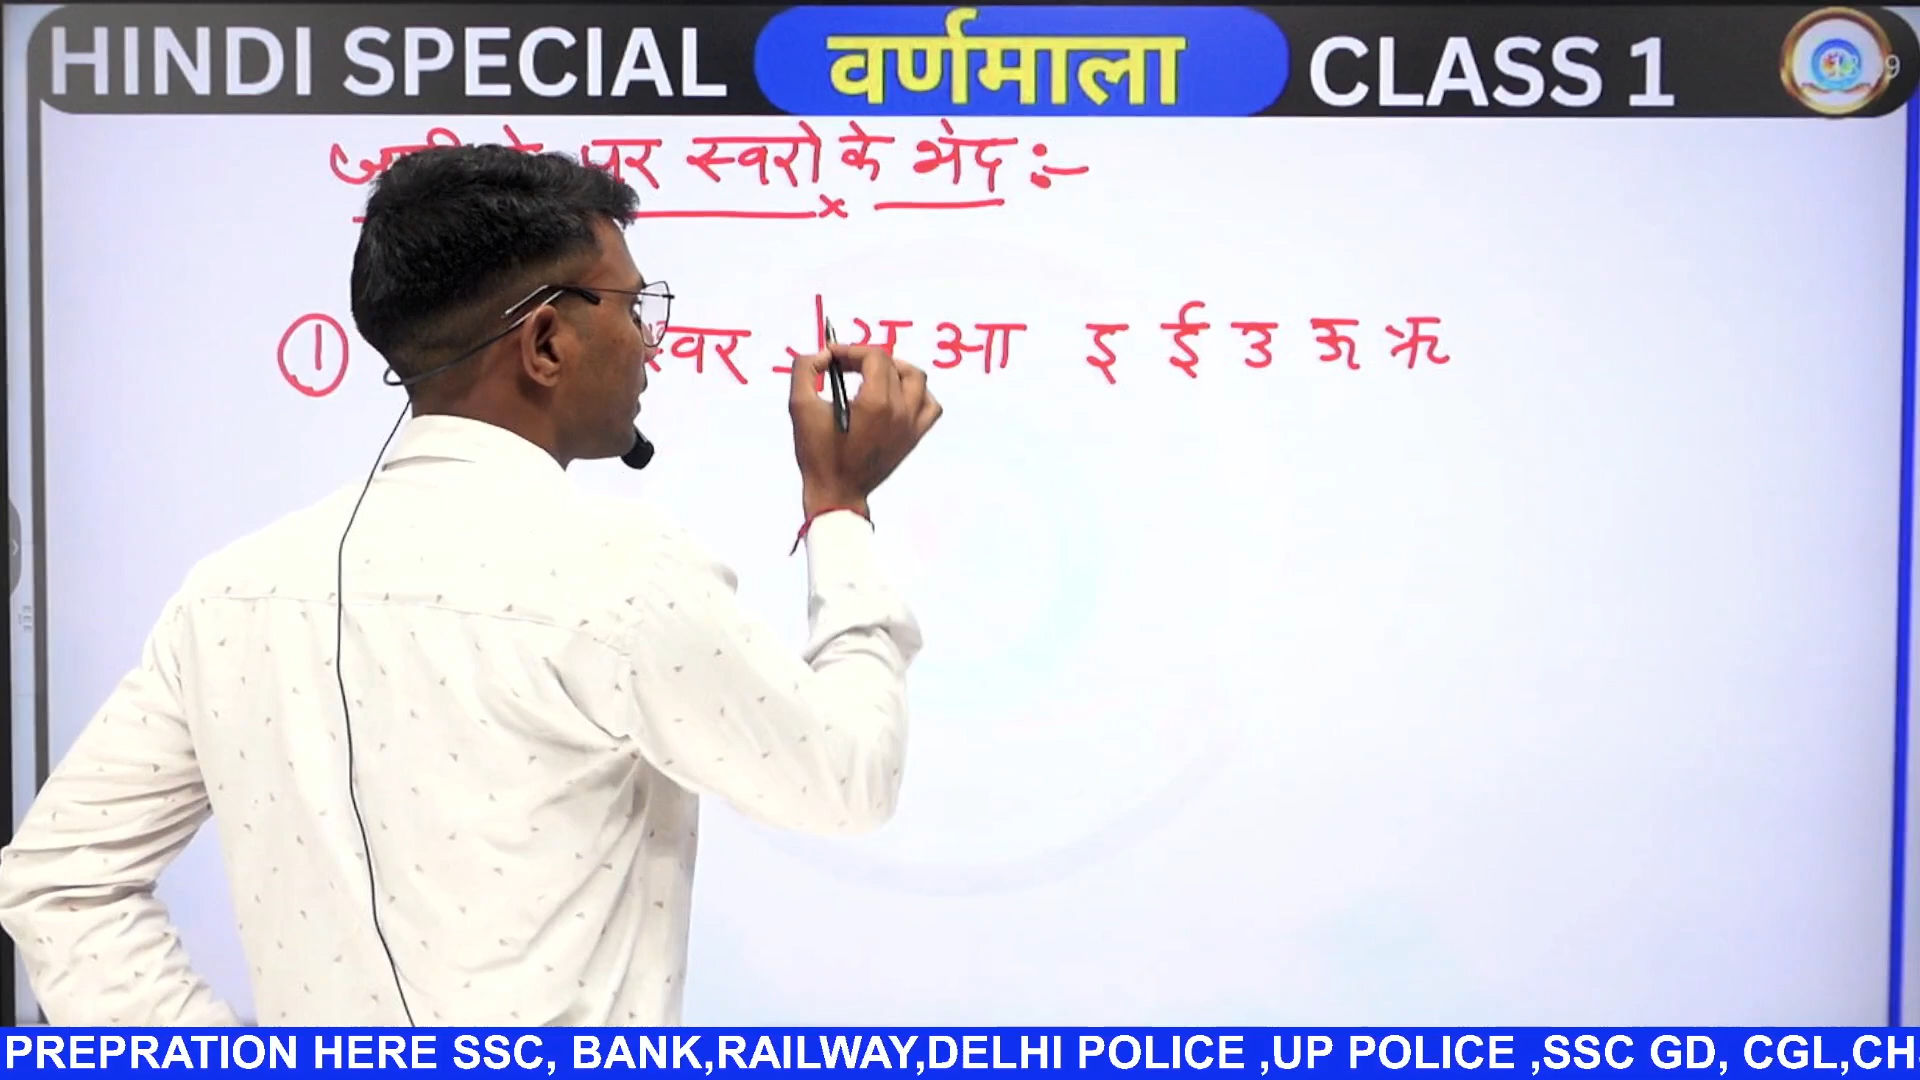 HINDI SPECIAL वर्णमाला CLASS 1
पर स्वरो के भेद :-
① स्वर → अ आ इ ई उ ऊ ऋ
PREPRATION HERE SSC, BANK,RAILWAY,DELHI POLICE ,UP POLICE ,SSC GD, CGL,CH